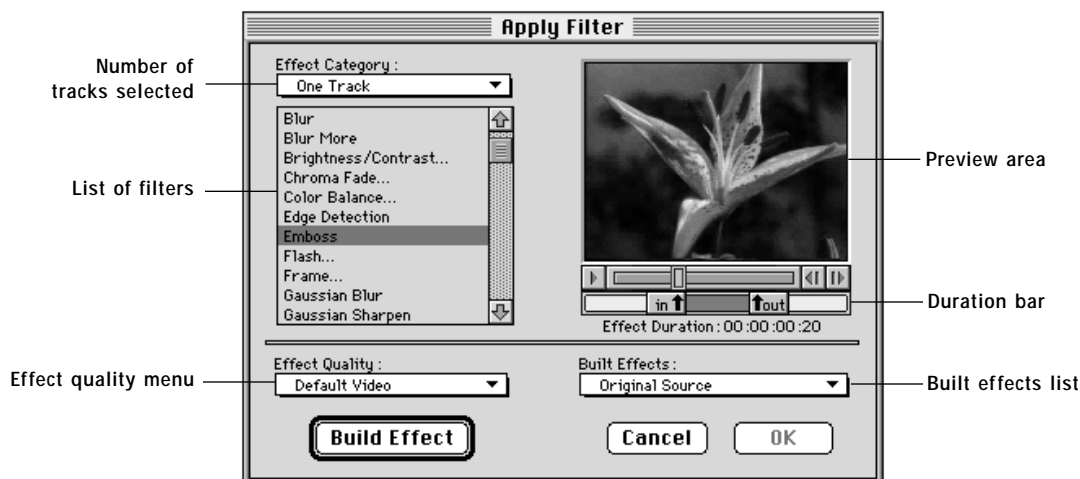 Apply Filter
Number of
tracks selected
Effect Category :
One Track
List of filters
Blur
Blur More
Brightness/Contrast...
Chroma Fade...
Color Balance...
Edge Detection
Emboss
Flash...
Frame...
Gaussian Blur
Gaussian Sharpen
Preview area
in
out
Duration bar
Effect Duration : 00:00:00:20
Effect quality menu
Effect Quality :
Default Video
Built Effects :
Original Source
Built effects list
Build Effect
Cancel
OK